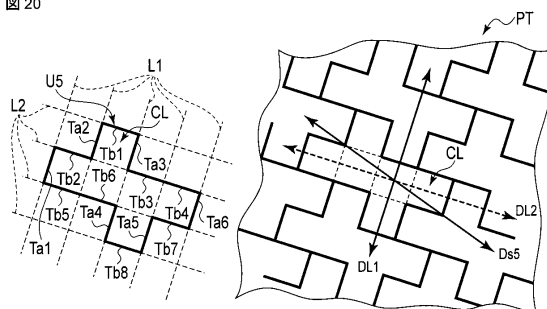 図 20
PT
L1
U5
CL
L2
Ta2
Tb1
Ta3
Tb2
Tb6
Tb3
Tb4
Tb5
Ta4
Ta5
Ta6
Tb7
Ta1
Tb8
CL
DL2
Ds5
DL1